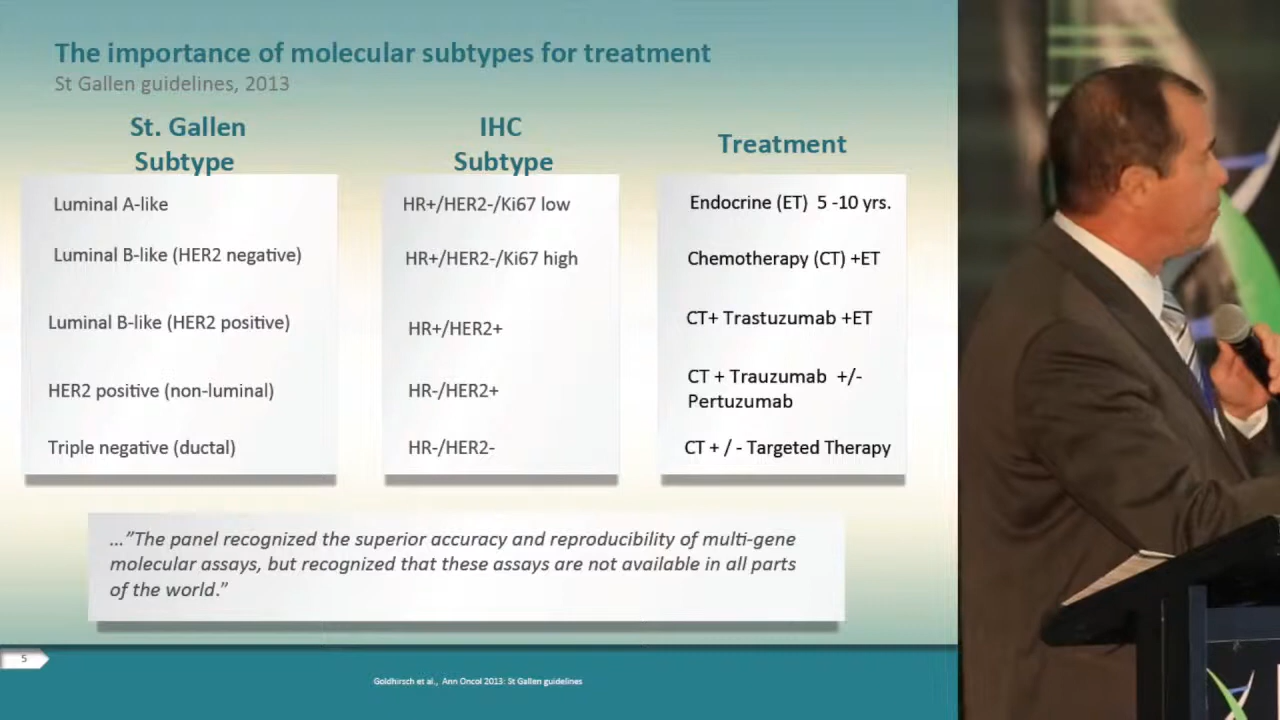 The importance of molecular subtypes for treatment
St Gallen guidelines, 2013
St. Gallen
Subtype
IHC
Subtype
Treatment
Luminal A-like
HR+/HER2-/Ki67 low
Endocrine (ET) 5 -10 yrs.
Luminal B-like (HER2 negative)
HR+/HER2-/Ki67 high
Chemotherapy (CT) +ET
Luminal B-like (HER2 positive)
HR+/HER2+
CT+ Trastuzumab +ET
HER2 positive (non-luminal)
HR-/HER2+
CT + Trauzumab +/-
Pertuzumab
Triple negative (ductal)
HR-/HER2-
CT + / - Targeted Therapy
...”The panel recognized the superior accuracy and reproducibility of multi-gene
molecular assays, but recognized that these assays are not available in all parts
of the world.”
5
Goldhirsch et al., Ann Oncol 2013: St Gallen guidelines